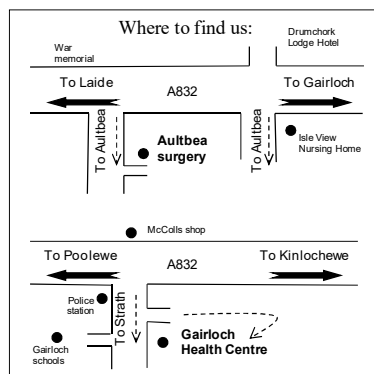 Where to find us:
Drumchork
Lodge Hotel
War
memorial
To Laide
A832
To Gairloch
To Aultbea
Aultbea
surgery
To Aultbea
Isle View
Nursing Home
McColls shop
To Poolewe
A832
To Kinlochewe
Police
station
To Strath
Gairloch
schools
Gairloch
Health Centre